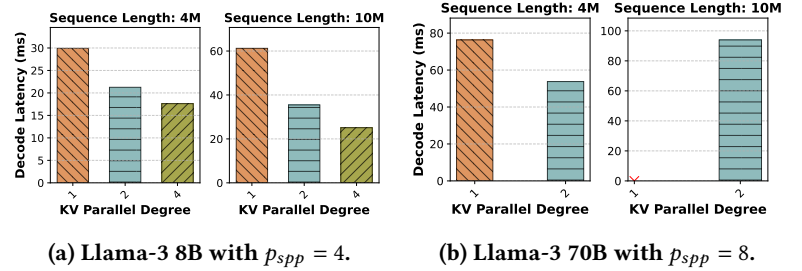 Sequence Length: 4M
Decode Latency (ms)
30
25
20
15
10
5
0
1
2
4
KV Parallel Degree
Sequence Length: 10M
60
40
20
0
1
2
4
KV Parallel Degree
(a) Llama-3 8B with p_spp = 4.
Sequence Length: 4M
Decode Latency (ms)
80
60
40
20
0
1
2
KV Parallel Degree
Sequence Length: 10M
100
80
60
40
20
0
1
2
KV Parallel Degree
(b) Llama-3 70B with p_spp = 8.